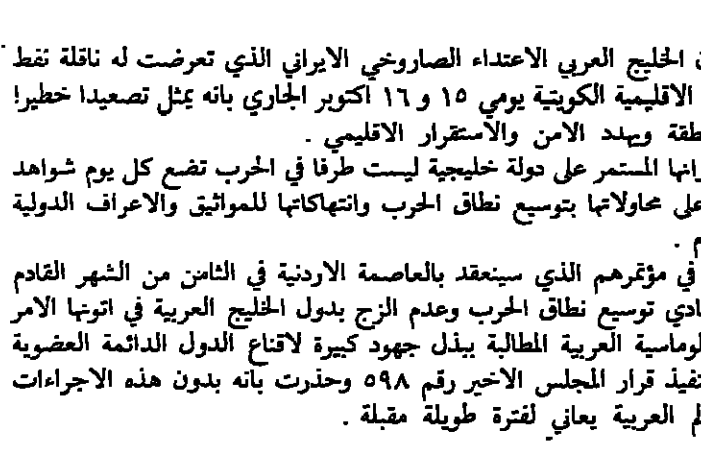 الخليج العربي الاعتداء الصاروخي الايراني الذي تعرضت له ناقلة نفط
الاقليمية الكويتية يومي ١٥ و ١٦ اكتوبر الجاري بانه يمثل تصعيدا خطيرا
طقة ويهدد الامن والاستقرار الاقليمي .
رانها المستمر على دولة خليجية ليست طرفا في الحرب تضع كل يوم شواهد
على محاولاتها بتوسيع نطاق الحرب وانتهاكاتها للمواثيق والاعراف الدولية
م .
في مؤتمرهم الذي سينعقد بالعاصمة الاردنية في الثامن من الشهر القادم
ادي توسيع نطاق الحرب وعدم الزج بدول الخليج العربية في اتونها الامر
لوماسية العربية المطالبة ببذل جهود كبيرة لاقناع الدول الدائمة العضوية
تنفيذ قرار المجلس الاخير رقم ٥٩٨ وحذرت بانه بدون هذه الاجراءات
م العربية يعاني لفترة طويلة مقبلة .